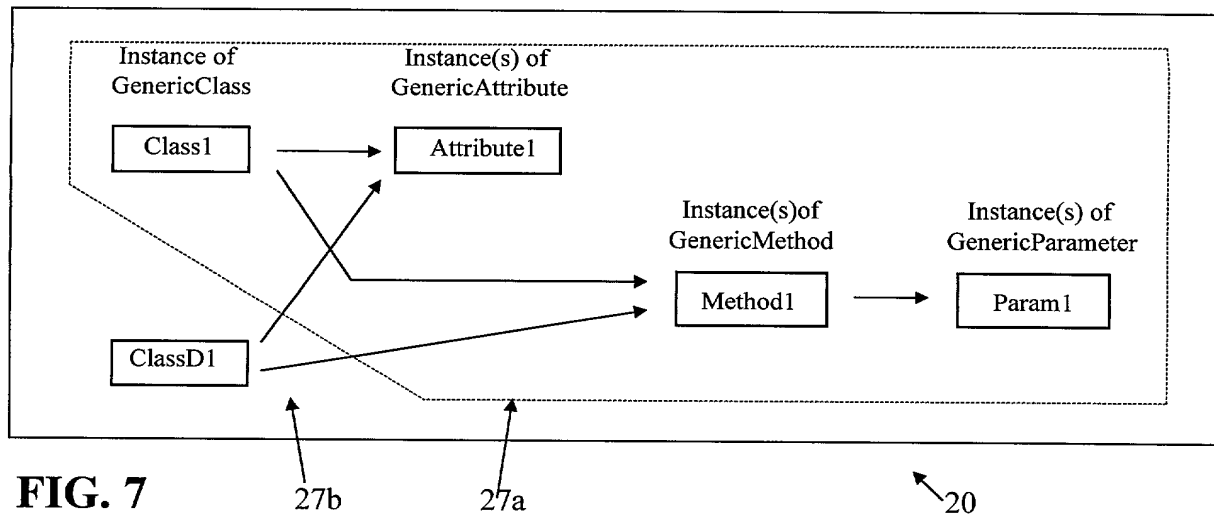 Instance of
GenericClass
Instance(s) of
GenericAttribute
Class1
Attribute1
Instance(s)of
GenericMethod
Instance(s) of
GenericParameter
Method1
Param1
ClassD1
FIG. 7
27b
27a
20